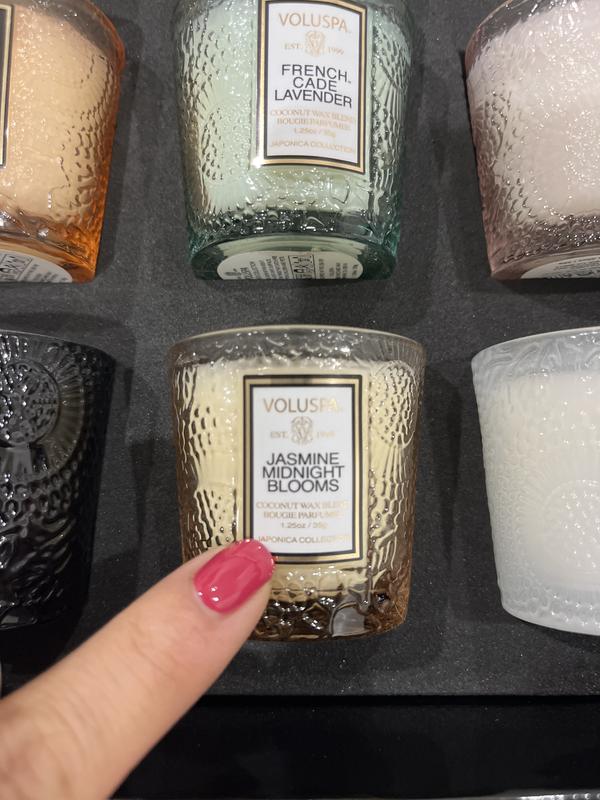 VOLUSPA
EST. 1999
FRENCH
CADE
LAVENDER
COCONUT WAX BLEND
BOUGIE PARFUMÉE
1.25oz / 35g
JAPONICA COLLECTION
VOLUSPA
EST. 1999
JASMINE
MIDNIGHT
BLOOMS
COCONUT WAX BLEND
BOUGIE PARFUMÉE
1.25oz / 35g
JAPONICA COLLECTION